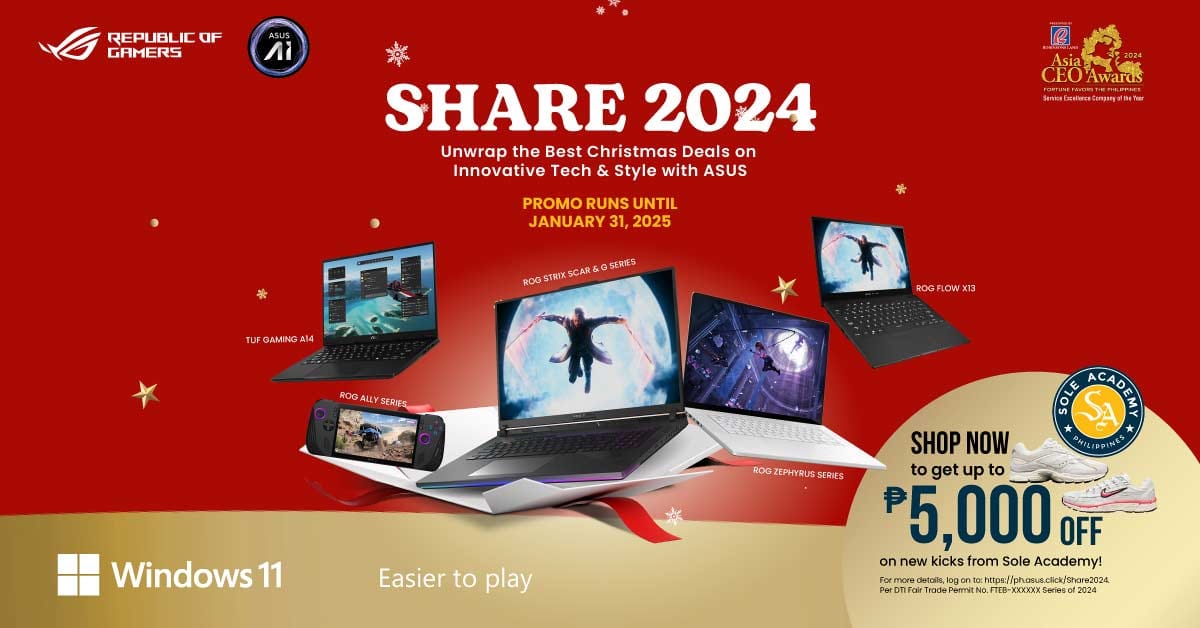 REPUBLIC OF
GAMERS
ASUS
Ai
PRESENTED BY
ROBINSONS LAND
Asia
CEO Awards
2024
FORTUNE FAVORS THE PHILIPPINES
Service Excellence Company of the Year
SHARE 2024
Unwrap the Best Christmas Deals on
Innovative Tech & Style with ASUS
PROMO RUNS UNTIL
JANUARY 31, 2025
TUF GAMING A14
ROG STRIX SCAR & G SERIES
ROG FLOW X13
ROG ALLY SERIES
ROG ZEPHYRUS SERIES
SOLE ACADEMY
SA
PHILIPPINES
SHOP NOW
to get up to
₱5,000 OFF
on new kicks from Sole Academy!
For more details, log on to: https://ph.asus.click/Share2024.
Per DTI Fair Trade Permit No. FTEB-XXXXXX Series of 2024
Windows 11
Easier to play